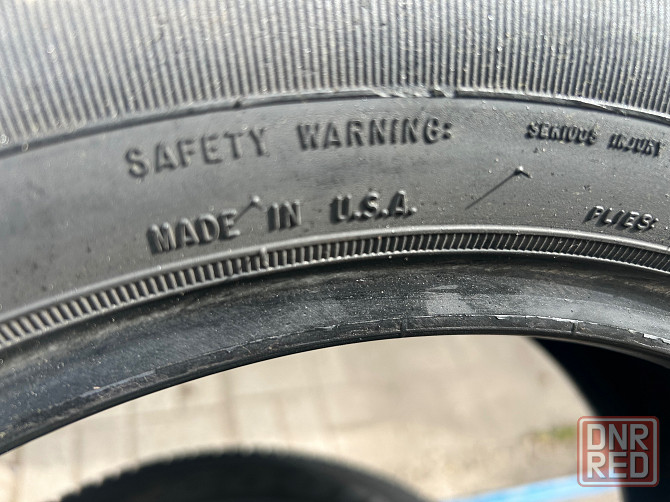 SAFETY WARNING: SERIOUS INJURY
MADE IN U.S.A. PLIES:
DNR
RED